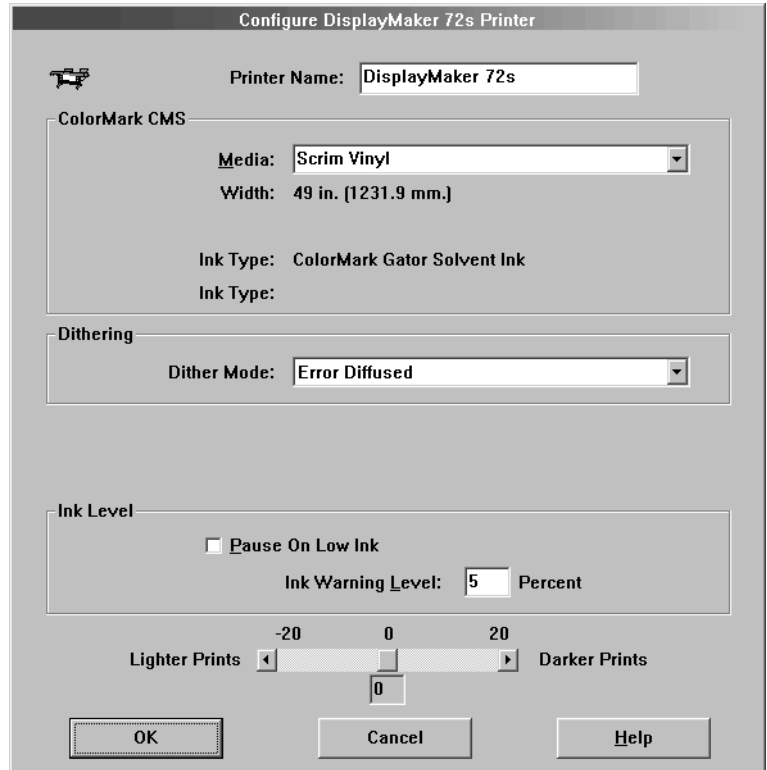 Configure DisplayMaker 72s Printer
Printer Name: DisplayMaker 72s
ColorMark CMS
Media: Scrim Vinyl
Width: 49 in. (1231.9 mm.)
Ink Type: ColorMark Gator Solvent Ink
Ink Type:
Dithering
Dither Mode: Error Diffused
Ink Level
Pause On Low Ink
Ink Warning Level: 5 Percent
-20 0 20
Lighter Prints Darker Prints
0
OK Cancel Help